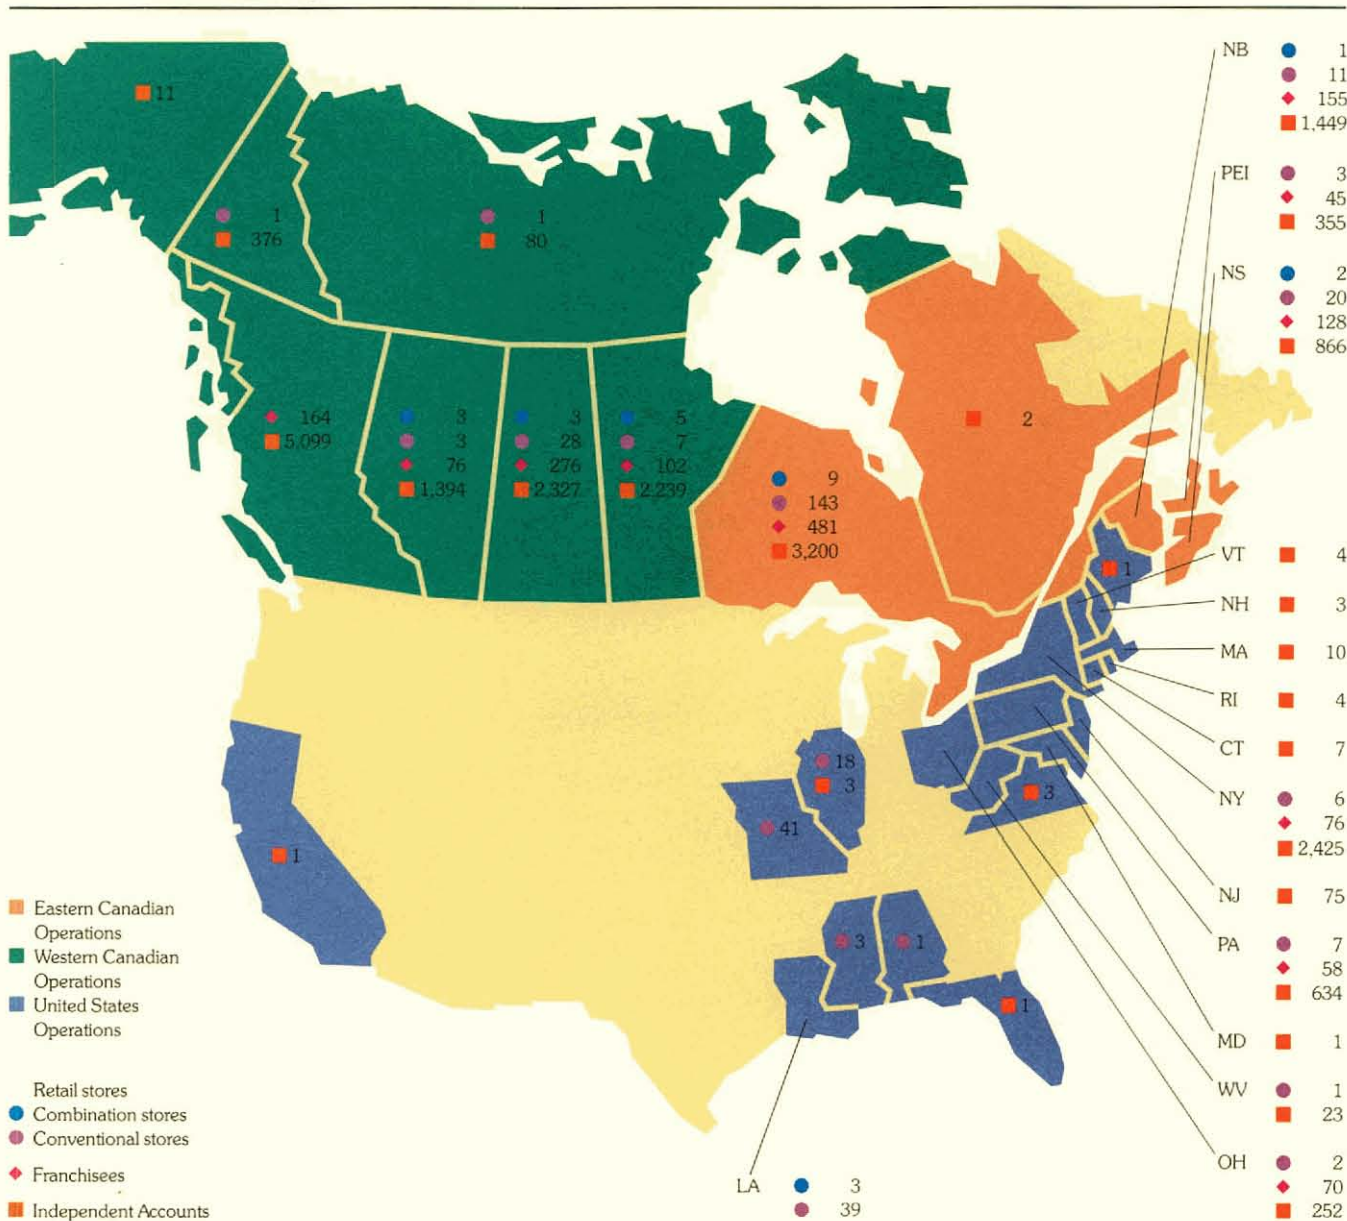 NB 1
11
155
1,449
11
PEI 3
45
355
1
376
1
80
NS 2
20
128
866
164
5,099
3
3
76
1,394
3
28
276
2,327
5
7
102
2,239
9
143
481
3,200
2
1
VT 4
NH 3
MA 10
RI 4
CT 7
NY 6
76
2,425
18
3
41
3
1
NJ 75
PA 7
58
634
3
1
1
MD 1
WV 1
23
OH 2
70
252
LA 3
39
Eastern Canadian
Operations
Western Canadian
Operations
United States
Operations
Retail stores
Combination stores
Conventional stores
Franchisees
Independent Accounts